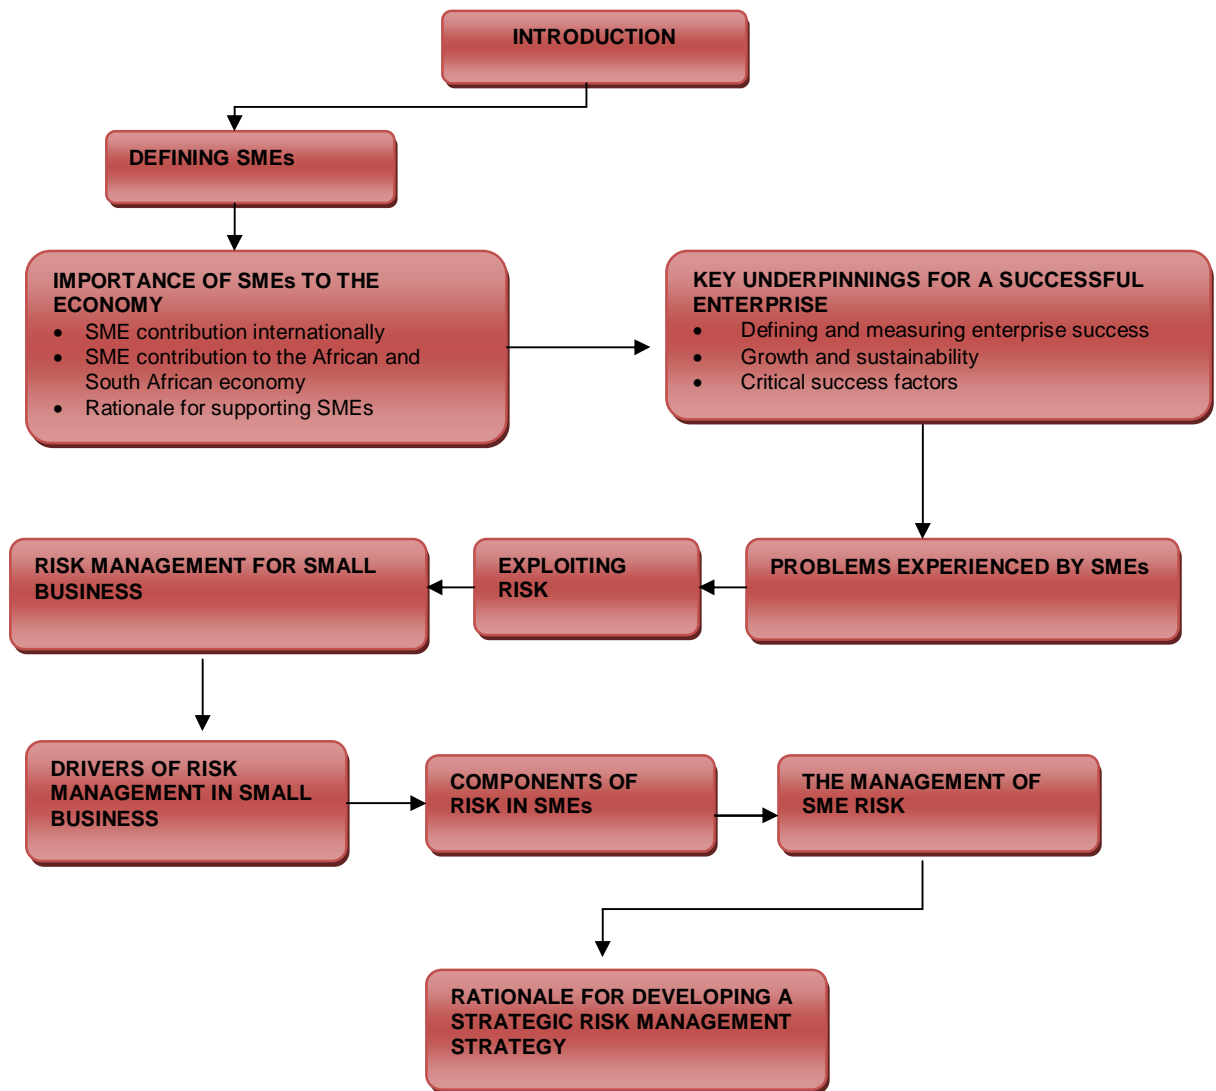 INTRODUCTION
DEFINING SMEs
IMPORTANCE OF SMEs TO THE
ECONOMY
• SME contribution internationally
• SME contribution to the African and
South African economy
• Rationale for supporting SMEs
KEY UNDERPINNINGS FOR A SUCCESSFUL
ENTERPRISE
• Defining and measuring enterprise success
• Growth and sustainability
• Critical success factors
PROBLEMS EXPERIENCED BY SMEs
EXPLOITING
RISK
RISK MANAGEMENT FOR SMALL
BUSINESS
DRIVERS OF RISK
MANAGEMENT IN SMALL
BUSINESS
COMPONENTS OF
RISK IN SMEs
THE MANAGEMENT OF
SME RISK
RATIONALE FOR DEVELOPING A
STRATEGIC RISK MANAGEMENT
STRATEGY